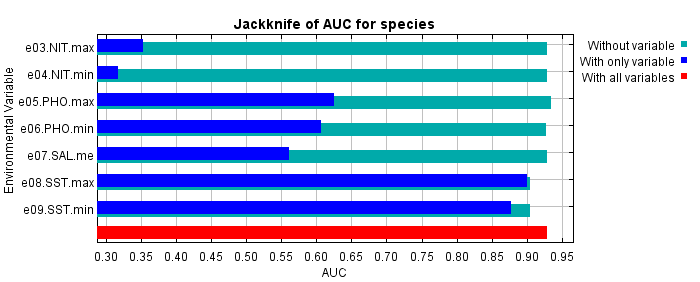 Jackknife of AUC for species
Environmental Variable
e03.NIT.max
e04.NIT.min
e05.PHO.max
e06.PHO.min
e07.SAL.me
e08.SST.max
e09.SST.min
0.30 0.35 0.40 0.45 0.50 0.55 0.60 0.65 0.70 0.75 0.80 0.85 0.90 0.95
AUC
Without variable
With only variable
With all variables